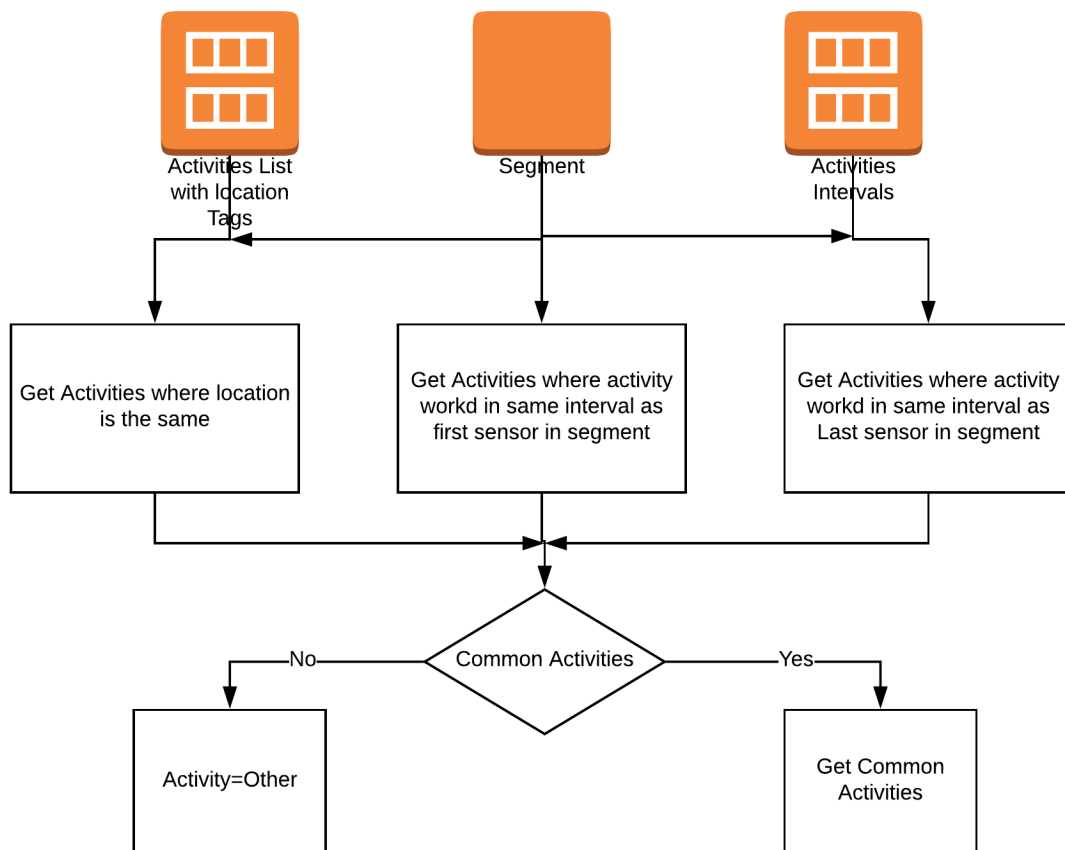 Activities List
with location
Tags
Segment
Activities
Intervals
Get Activities where location
is the same
Get Activities where activity
workd in same interval as
first sensor in segment
Get Activities where activity
workd in same interval as
Last sensor in segment
Common Activities
No
Yes
Activity=Other
Get Common
Activities